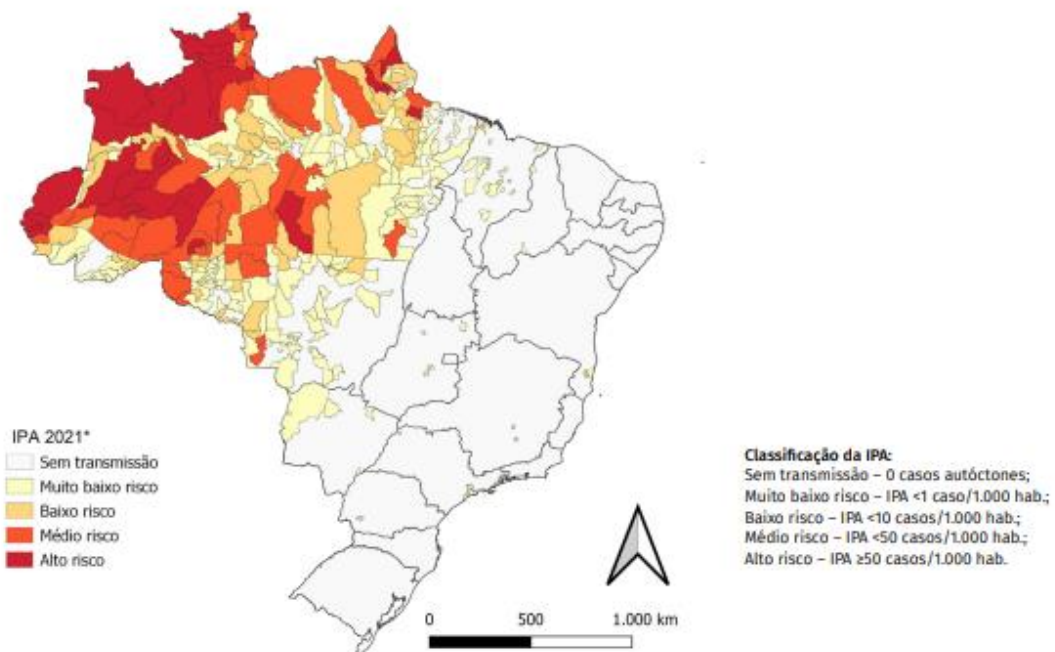 IPA 2021*
Sem transmissão
Muito baixo risco
Baixo risco
Médio risco
Alto risco
0 500 1.000 km
Classificação da IPA:
Sem transmissão – 0 casos autóctones;
Muito baixo risco – IPA <1 caso/1.000 hab.;
Baixo risco – IPA <10 casos/1.000 hab.;
Médio risco – IPA <50 casos/1.000 hab.;
Alto risco – IPA ≥50 casos/1.000 hab.